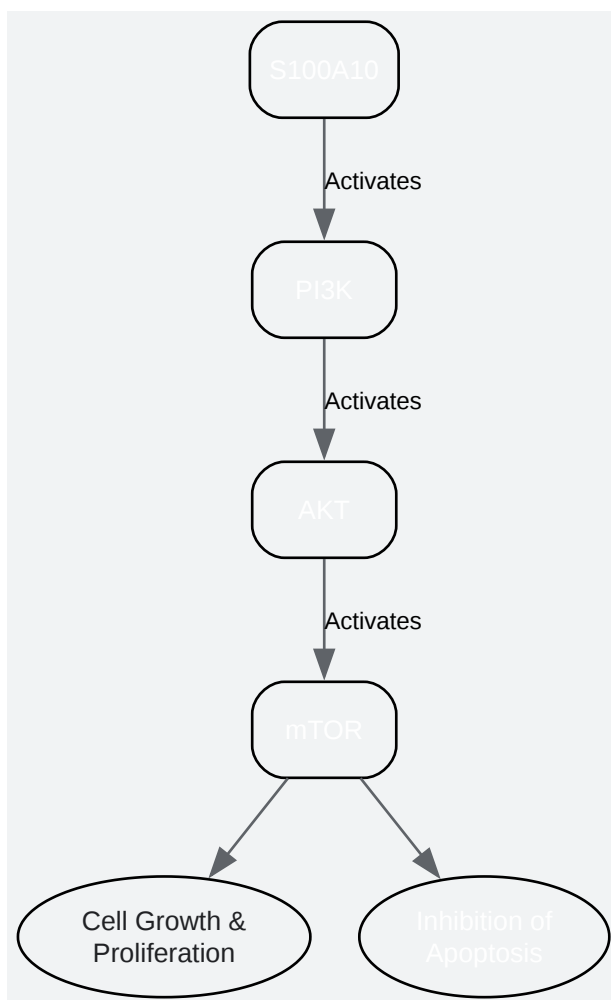 S100A10
Activates
PI3K
Activates
AKT
Activates
mTOR
Cell Growth &
Proliferation
Inhibition of
Apoptosis